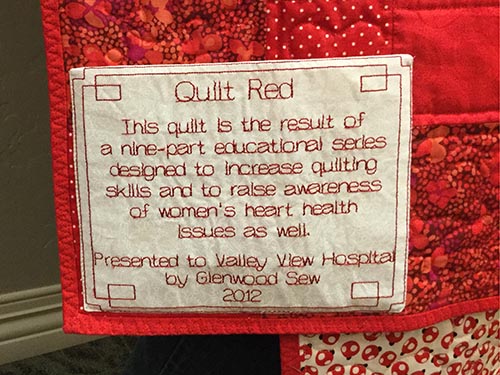 Quilt Red
This quilt is the result of
a nine-part educational series
designed to increase quilting
skills and to raise awareness
of women's heart health
issues as well.
Presented to Valley View Hospital
by Glenwood Sew
2012